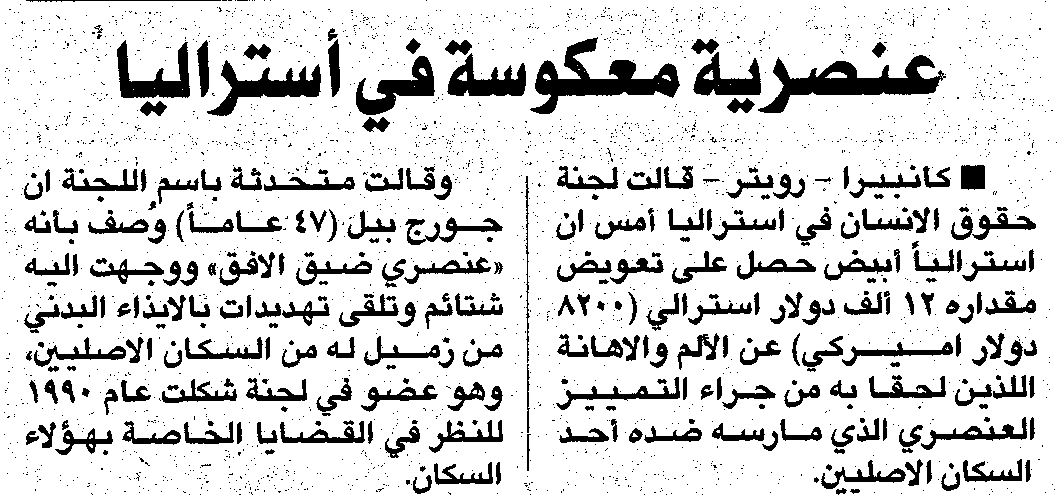 عنصرية معكوسة في أستراليا
■ كانبيرا - رويتر - قالت لجنة
حقوق الانسان في استراليا أمس ان
استرالياً أبيض حصل على تعويض
مقداره ١٢ ألف دولار استرالي (٨٢٠٠
دولار اميركي) عن الألم والاهانة
اللذين لحقا به من جراء التمييز
العنصري الذي مارسه ضده أحد
السكان الاصليين.
وقالت متحدثة باسم اللجنة ان
جورج بيل (٤٧ عاماً) وُصف بأنه
«عنصري ضيق الافق» ووجهت اليه
شتائم وتلقى تهديدات بالايذاء البدني
من زميل له من السكان الاصليين،
وهو عضو في لجنة شكلت عام ١٩٩٠
للنظر في القضايا الخاصة بهؤلاء
السكان.